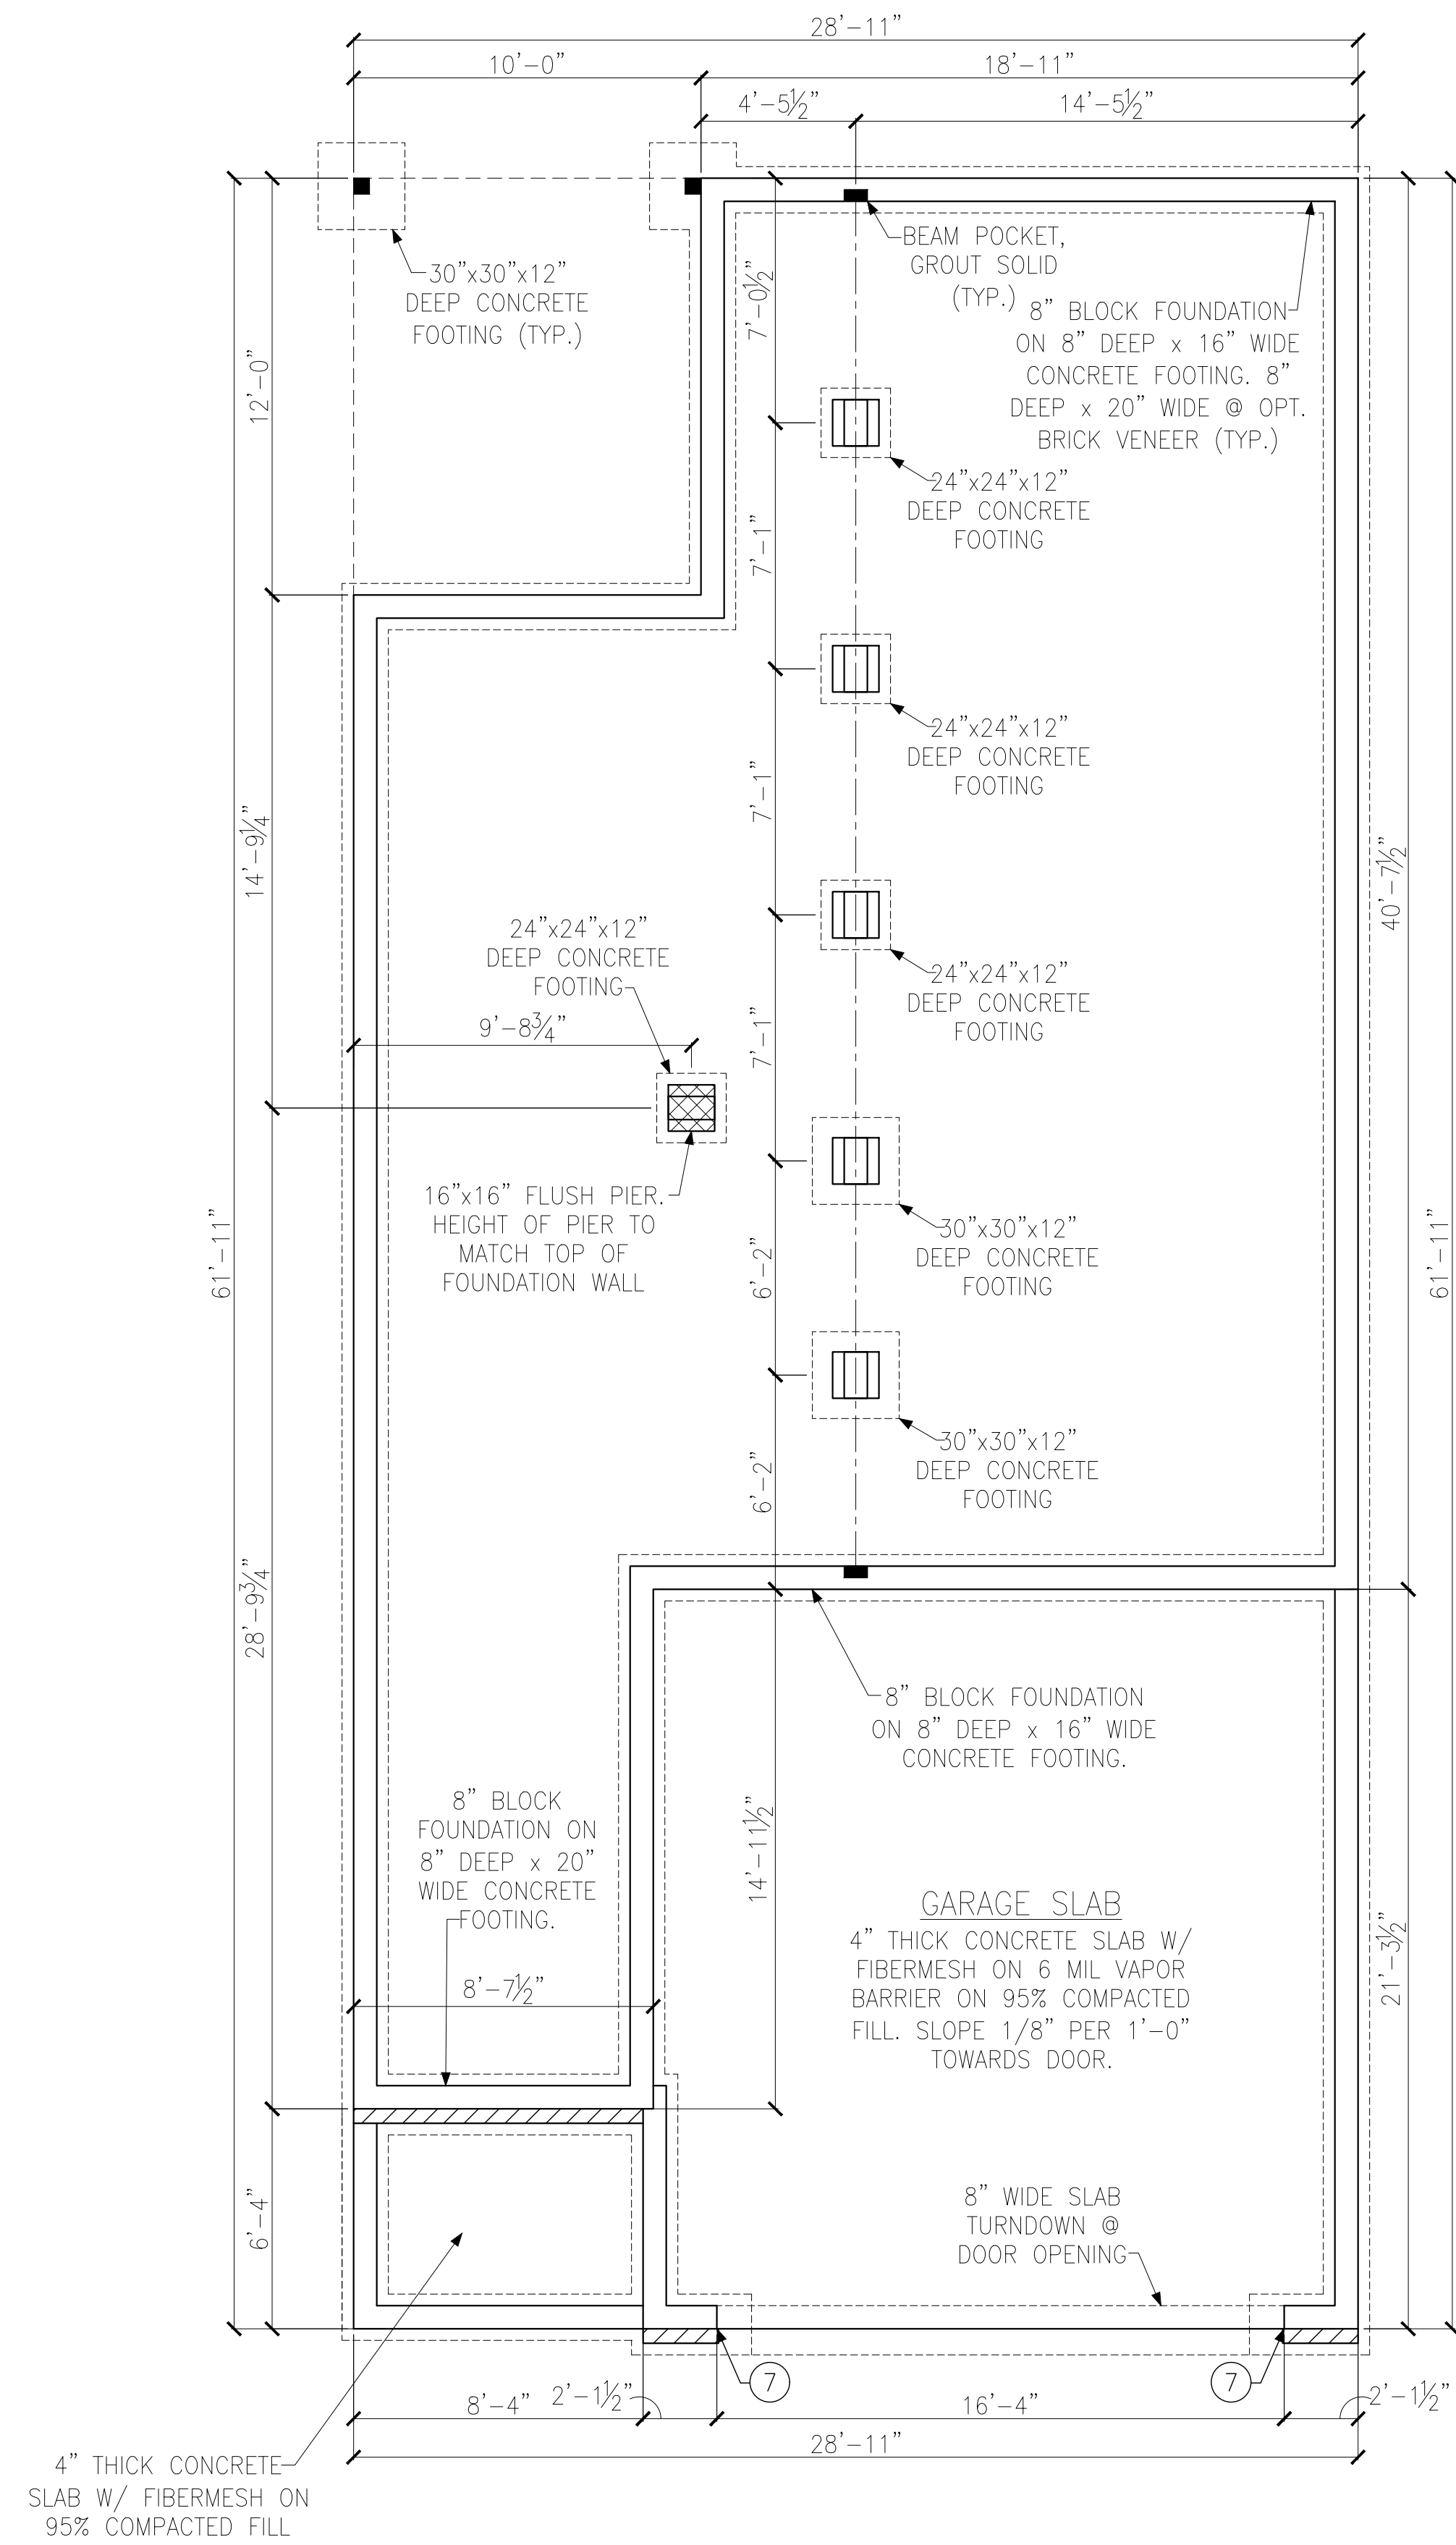 28'-11"
10'-0"
18'-11"
4'-5½"
14'-5½"
BEAM POCKET,
GROUT SOLID
(TYP.)
30"x30"x12"
DEEP CONCRETE
FOOTING (TYP.)
7'-0½"
8" BLOCK FOUNDATION
ON 8" DEEP x 16" WIDE
CONCRETE FOOTING. 8"
DEEP x 20" WIDE @ OPT.
BRICK VENEER (TYP.)
12'-0"
24"x24"x12"
DEEP CONCRETE
FOOTING
7'-1"
24"x24"x12"
DEEP CONCRETE
FOOTING
7'-1"
14'-9¼"
40'-7½"
24"x24"x12"
DEEP CONCRETE
FOOTING
24"x24"x12"
DEEP CONCRETE
FOOTING
9'-8¾"
7'-1"
16"x16" FLUSH PIER.
HEIGHT OF PIER TO
MATCH TOP OF
FOUNDATION WALL
61'-11"
61'-11"
30"x30"x12"
DEEP CONCRETE
FOOTING
6'-2"
30"x30"x12"
DEEP CONCRETE
FOOTING
6'-2"
28'-9¾"
8" BLOCK FOUNDATION
ON 8" DEEP x 16" WIDE
CONCRETE FOOTING.
8" BLOCK
FOUNDATION ON
8" DEEP x 20"
WIDE CONCRETE
FOOTING.
14'-11½"
GARAGE SLAB
4" THICK CONCRETE SLAB W/
FIBERMESH ON 6 MIL VAPOR
BARRIER ON 95% COMPACTED
FILL. SLOPE 1/8" PER 1'-0"
TOWARDS DOOR.
21'-3½"
8'-7½"
6'-4"
8" WIDE SLAB
TURNDOWN @
DOOR OPENING
7
7
8'-4"
2'-1½"
16'-4"
2'-1½"
28'-11"
4" THICK CONCRETE
SLAB W/ FIBERMESH ON
95% COMPACTED FILL